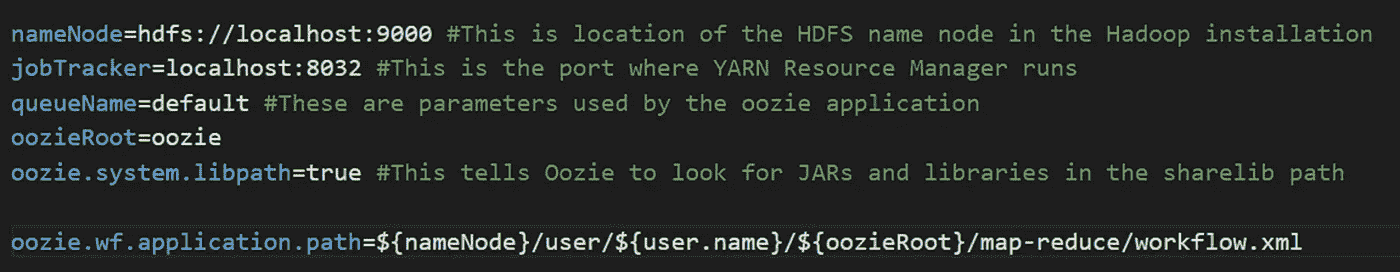 nameNode=hdfs://localhost:9000 #This is location of the HDFS name node in the Hadoop installation
jobTracker=localhost:8032 #This is the port where YARN Resource Manager runs
queueName=default #These are parameters used by the oozie application
oozieRoot=oozie
oozie.system.libpath=true #This tells Oozie to look for JARs and libraries in the sharelib path
oozie.wf.application.path=${nameNode}/user/${user.name}/${oozieRoot}/map-reduce/workflow.xml